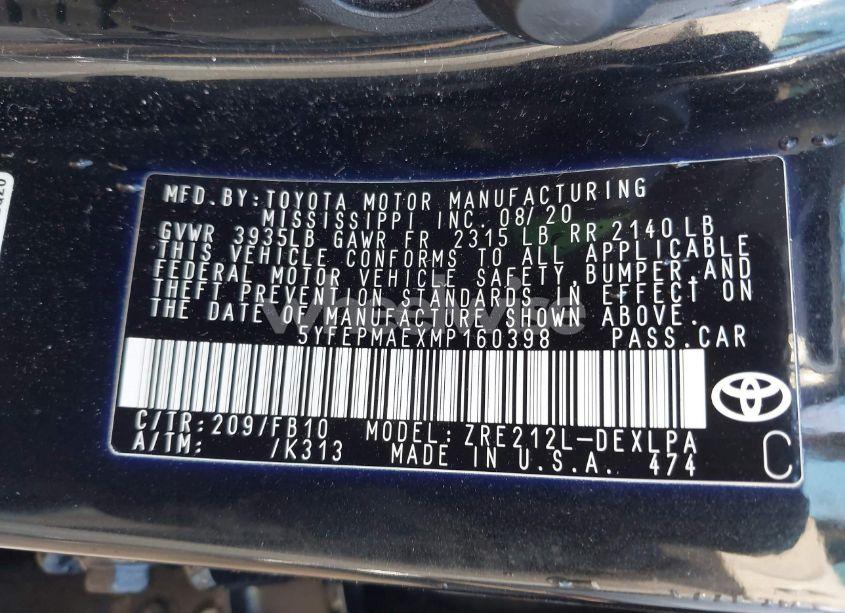 MFD.BY:TOYOTA MOTOR MANUFACTURING
MISSISSIPPI INC. 08/20
GVWR 3935LB GAWR FR 2315LB RR 2140LB
THIS VEHICLE CONFORMS TO ALL APPLICABLE
FEDERAL MOTOR VEHICLE SAFETY,BUMPER,AND
THEFT PREVENTION STANDARDS IN EFFECT ON
THE DATE OF MANUFACTURE SHOWN ABOVE.
5YFEPMAEXMP160398 PASS.CAR
C/TR:209/FB10 MODEL:ZRE212L-DEXLPA
A/TM: /K313 MADE IN U.S.A. 474
C